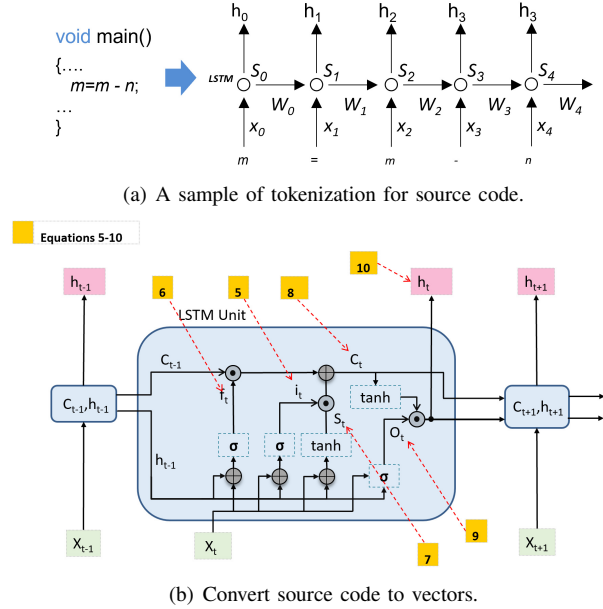 h0 h1 h2 h3 h3
void main()
{....
m=m - n;
...
}
LSTM S0 S1 S2 S3 S4
W0 W1 W2 W3 W4
x0 x1 x2 x3 x4
m = m - n
(a) A sample of tokenization for source code.
Equations 5-10
ht-1 6 5 8 10 ht ht+1
LSTM Unit
Ct-1 Ct
ft it tanh
Ct-1,ht-1 Ct+1,ht+1
St Ot
σ σ tanh
ht-1 σ
Xt-1 Xt 7 9 Xt+1
(b) Convert source code to vectors.